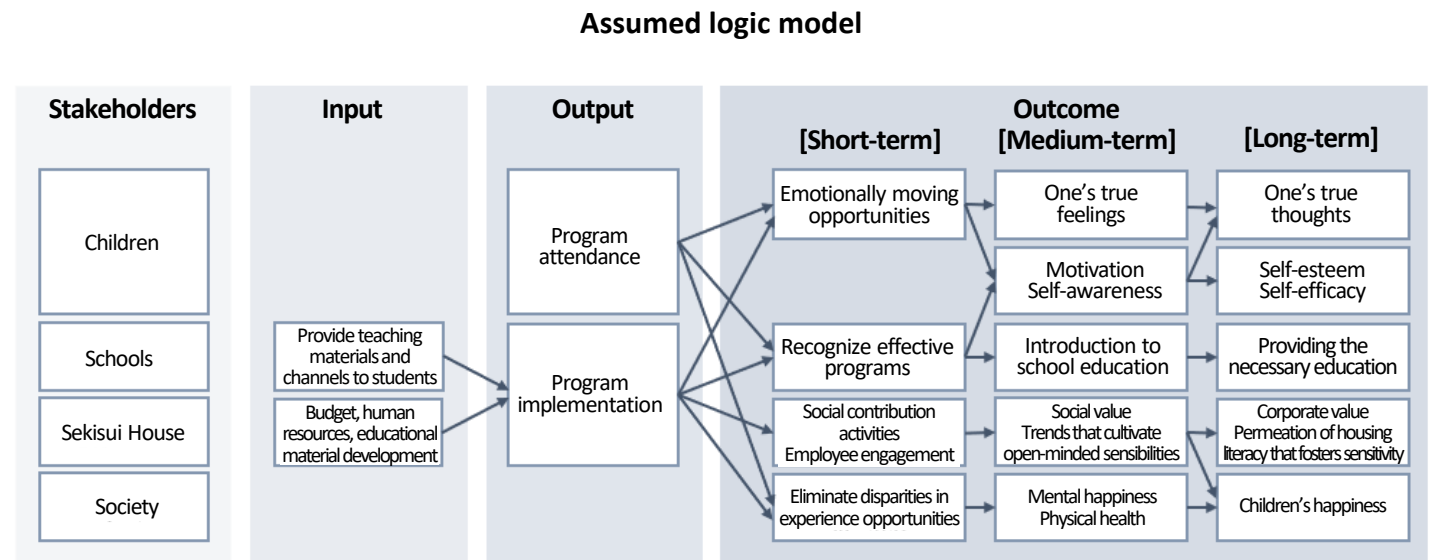 Assumed logic model
Stakeholders
Children
Schools
Sekisui House
Society
Input
Provide teaching
materials and
channels to students
Budget, human
resources, educational
material development
Output
Program
attendance
Program
implementation
Outcome
[Short-term]
[Medium-term]
[Long-term]
Emotionally moving
opportunities
One’s true
feelings
One’s true
thoughts
Motivation
Self-awareness
Self-esteem
Self-efficacy
Recognize effective
programs
Introduction to
school education
Providing the
necessary education
Social contribution
activities
Employee engagement
Social value
Trends that cultivate
open-minded sensibilities
Corporate value
Permeation of housing
literacy that fosters sensitivity
Eliminate disparities in
experience opportunities
Mental happiness
Physical health
Children’s happiness